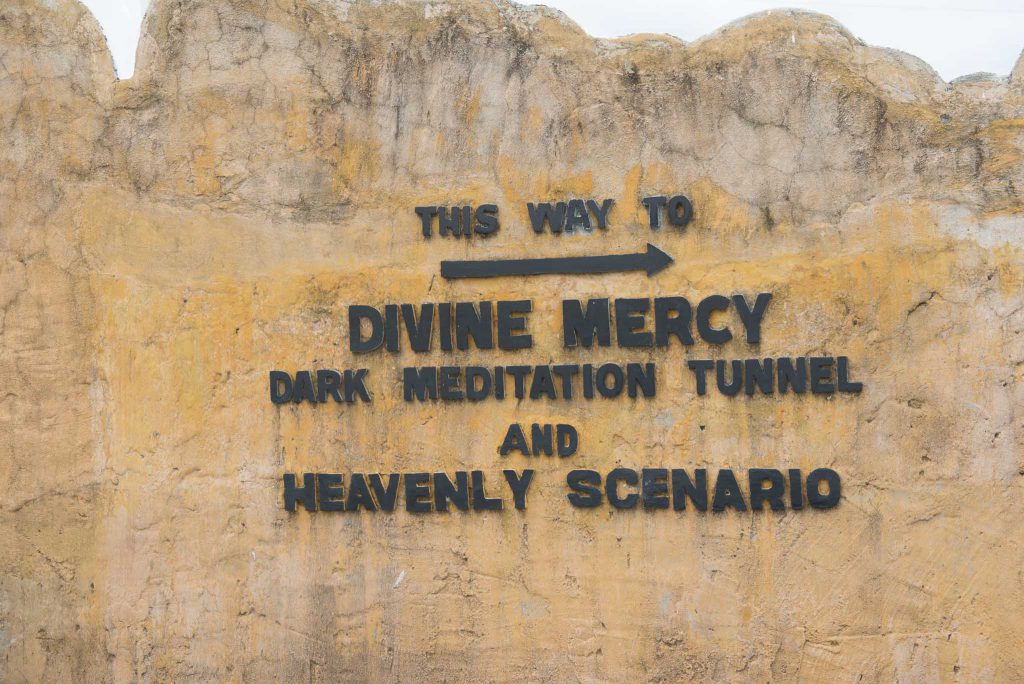 THIS WAY TO
DIVINE MERCY
DARK MEDITATION TUNNEL
AND
HEAVENLY SCENARIO